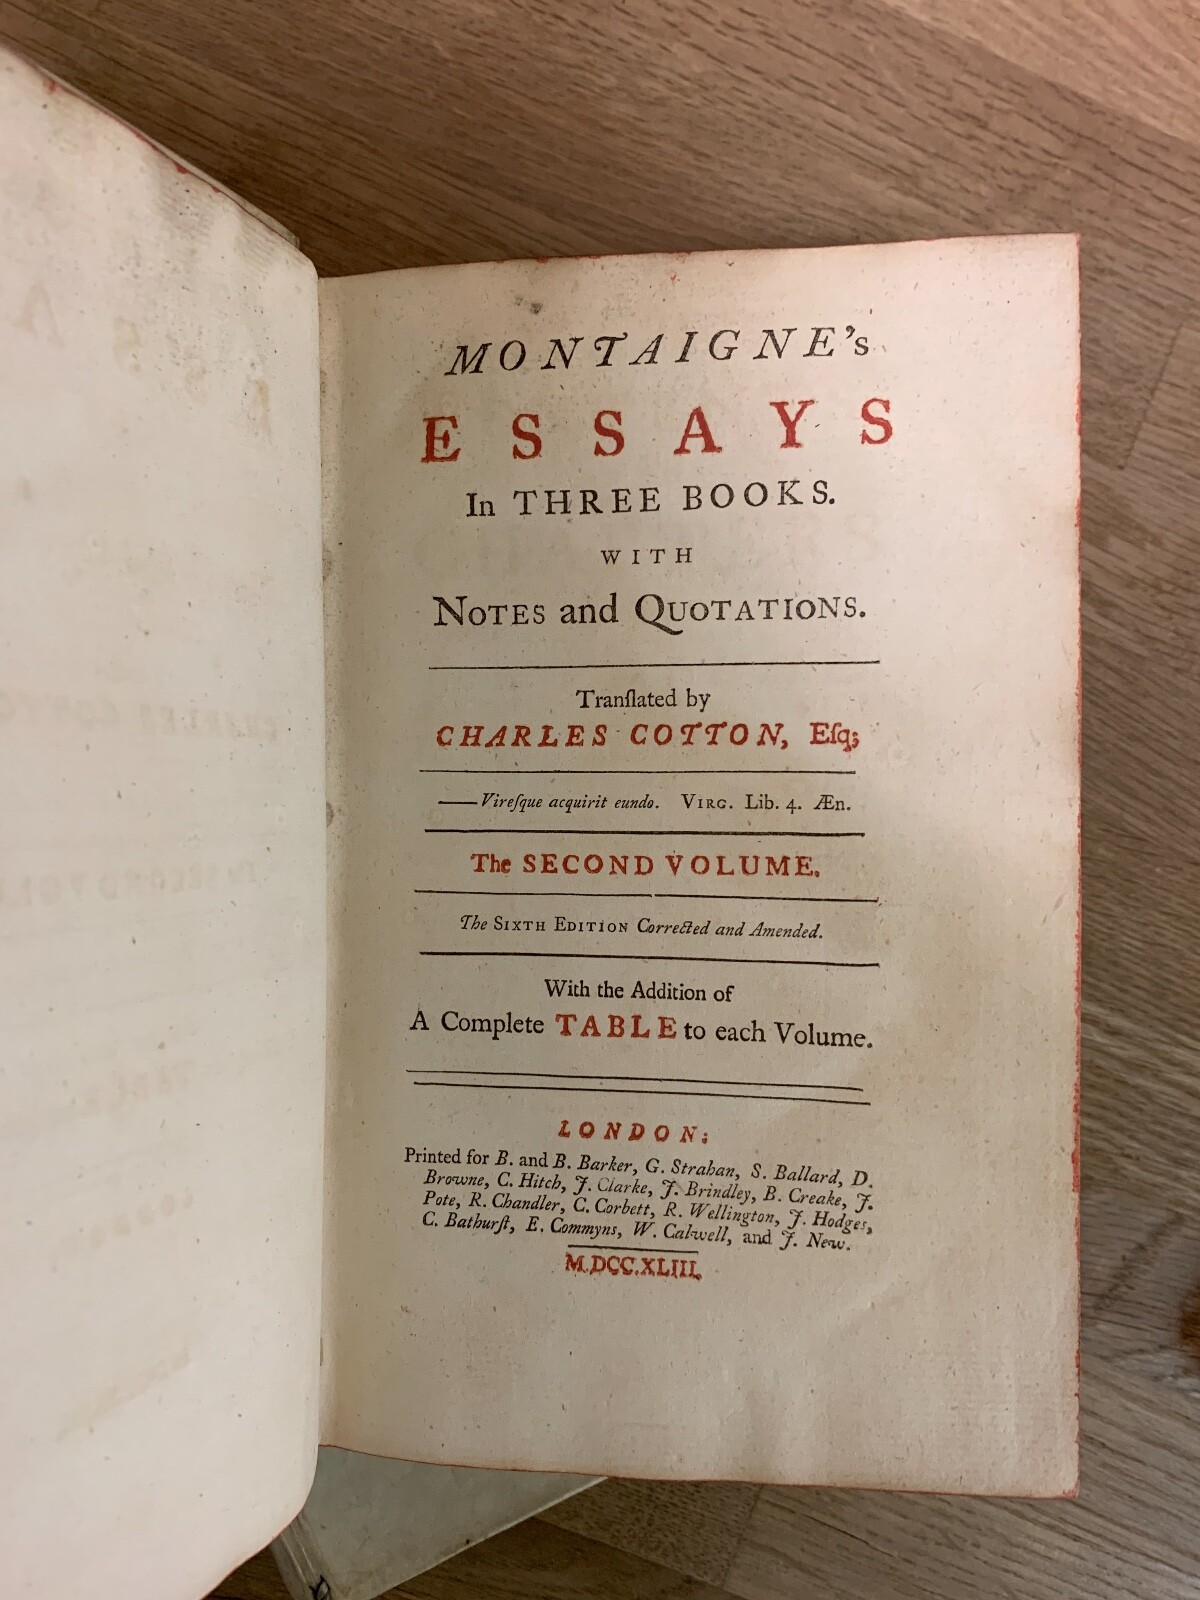 MONTAIGNE's
ESSAYS
In THREE BOOKS.
WITH
NOTES and QUOTATIONS.
Tranſlated by
CHARLES COTTON, Eſq;
—Vireſque acquirit eundo. VIRG. Lib. 4. Æn.
The SECOND VOLUME.
The SIXTH EDITION Corrected and Amended.
With the Addition of
A Complete TABLE to each Volume.
LONDON:
Printed for B. and B. Barker, G. Strahan, S. Ballard, D.
Browne, C. Hitch, J. Clarke, J. Brindley, B. Creake, J.
Pote, R. Chandler, C. Corbett, R. Wellington, J. Hodges,
C. Bathurſt, E. Commyns, W. Calwell, and J. New.
M.DCC.XLIII.